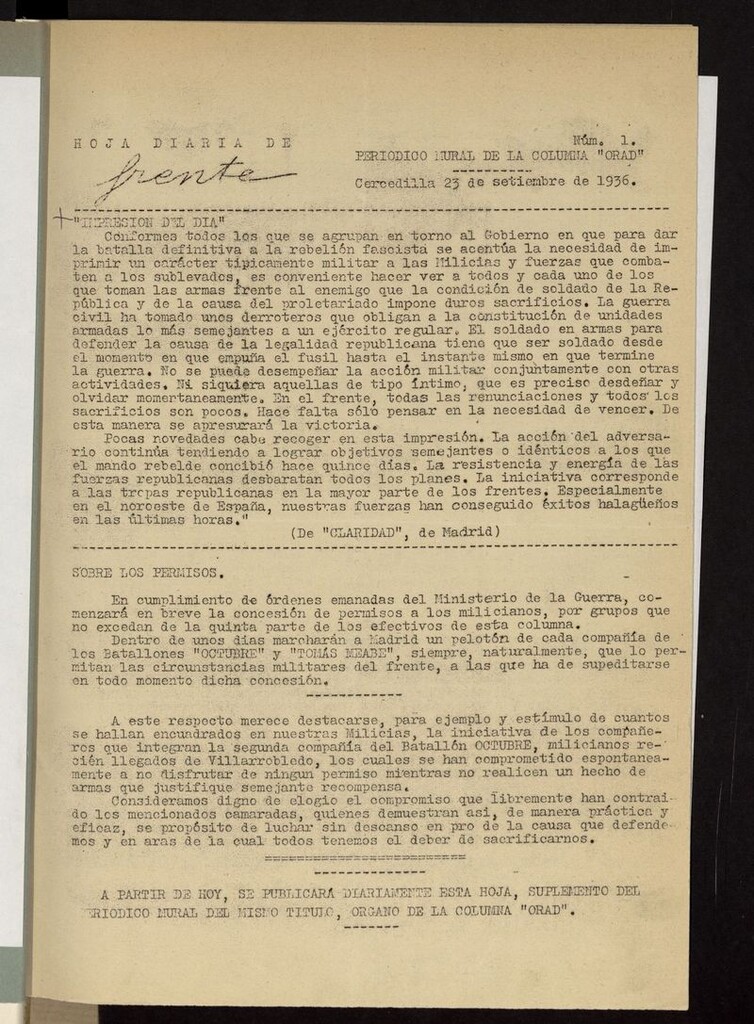 HOJA DIARIA DE
frente
Núm. 1.
PERIODICO MURAL DE LA COLUMNA "ORAD"
Cercedilla 23 de setiembre de 1936.
"IMPRESION DEL DIA"
Conformes todos los que se agrupan en torno al Gobierno en que para dar
la batalla definitiva a la rebelión fascista se acentúa la necesidad de im-
primir un carácter típicamente militar a las Milicias y fuerzas que comba-
ten a los sublevados, es conveniente hacer ver a todos y cada uno de los
que toman las armas frente al enemigo que la condición de soldado de la Re-
pública y de la causa del proletariado impone duros sacrificios. La guerra
civil ha tomado unos derroteros que obligan a la constitución de unidades
armadas lo más semejantes a un ejército regular. El soldado en armas para
defender la causa de la legalidad republicana tiene que ser soldado desde
el momento en que empuña el fusil hasta el instante mismo en que termine
la guerra. No se puede desempeñar la acción militar conjuntamente con otras
actividades. Ni siquiera aquellas de tipo íntimo, que es preciso desdeñar y
olvidar momertaneamente. En el frente, todas las renunciaciones y todos los
sacrificios son pocos. Hace falta sólo pensar en la necesidad de vencer. De
esta manera se apresurará la victoria.
Pocas novedades cabe recoger en esta impresión. La acción del adversa-
rio continúa tendiendo a lograr objetivos semejantes o idénticos a los que
el mando rebelde concibió hace quince días. La resistencia y energía de las
fuerzas republicanas desbaratan todos los planes. La iniciativa corresponde
a las tropas republicanas en la mayor parte de los frentes. Especialmente
en el noroeste de España, nuestras fuerzas han conseguido éxitos halagüeños
en las últimas horas."
(De "CLARIDAD", de Madrid)
SOBRE LOS PERMISOS.
En cumplimiento de órdenes emanadas del Ministerio de la Guerra, co-
menzará en breve la concesión de permisos a los milicianos, por grupos que
no excedan de la quinta parte de los efectivos de esta columna.
Dentro de unos dias marcharán a Madrid un pelotón de cada compañía de
los Batallones "OCTUBRE" y "TOMÁS MEABE", siempre, naturalmente, que lo per-
mitan las circunstancias militares del frente, a las que ha de supeditarse
en todo momento dicha concesión.
A este respecto merece destacarse, para ejemplo y estímulo de cuantos
se hallan encuadrados en nuestras Milicias, la iniciativa de los compañe-
ros que integran la segunda compañía del Batallón OCTUBRE, milicianos re-
cién llegados de Villarrobledo, los cuales se han comprometido espontanea-
mente a no disfrutar de ningun permiso mientras no realicen un hecho de
armas que justifique semejante recompensa.
Consideramos digno de elogio el compromiso que libremente han contrai-
do los mencionados camaradas, quienes demuestran asi, de manera práctica y
eficaz, se propósito de luchar sin descanso en pro de la causa que defende-
mos y en aras de la cual todos tenemos el deber de sacrificarnos.
A PARTIR DE HOY, SE PUBLICARÁ DIARIAMENTE ESTA HOJA, SUPLEMENTO DEL
ERIODICO MURAL DEL MISMO TITULO, ORGANO DE LA COLUMNA "ORAD".